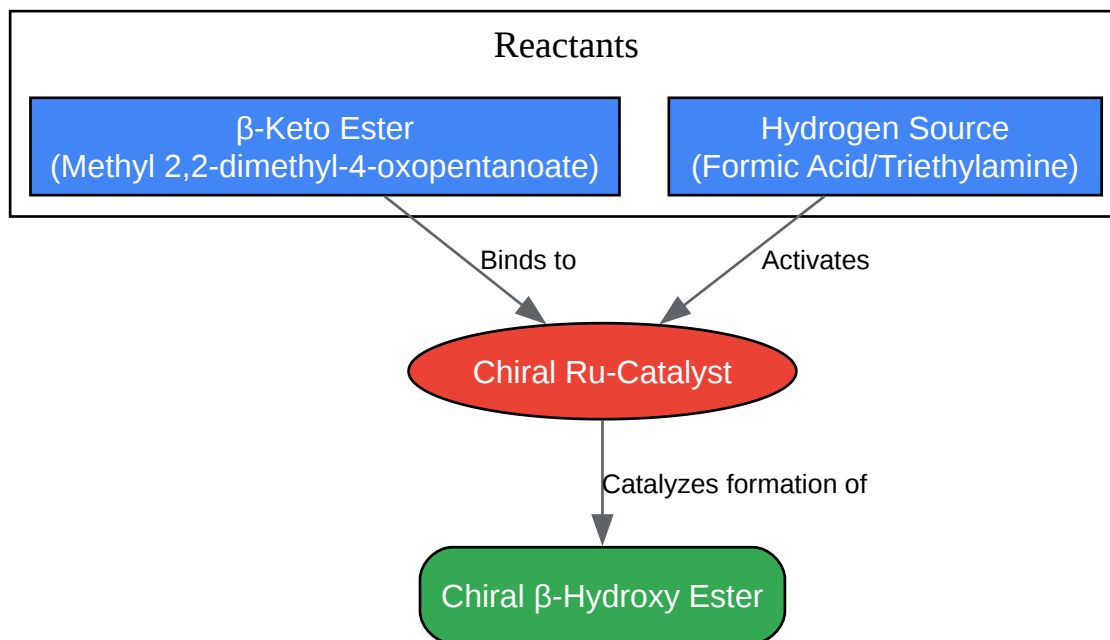 Reactants
β-Keto Ester
(Methyl 2,2-dimethyl-4-oxopentanoate)
Hydrogen Source
(Formic Acid/Triethylamine)
Binds to
Activates
Chiral Ru-Catalyst
Catalyzes formation of
Chiral β-Hydroxy Ester